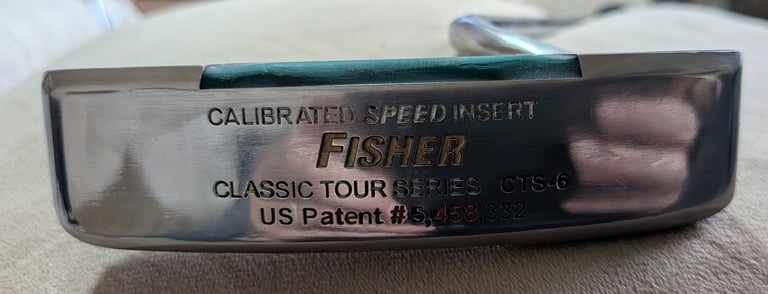 CALIBRATED SPEED INSERT
FISHER
CLASSIC TOUR SERIES CTS-6
US Patent # 5,458,332